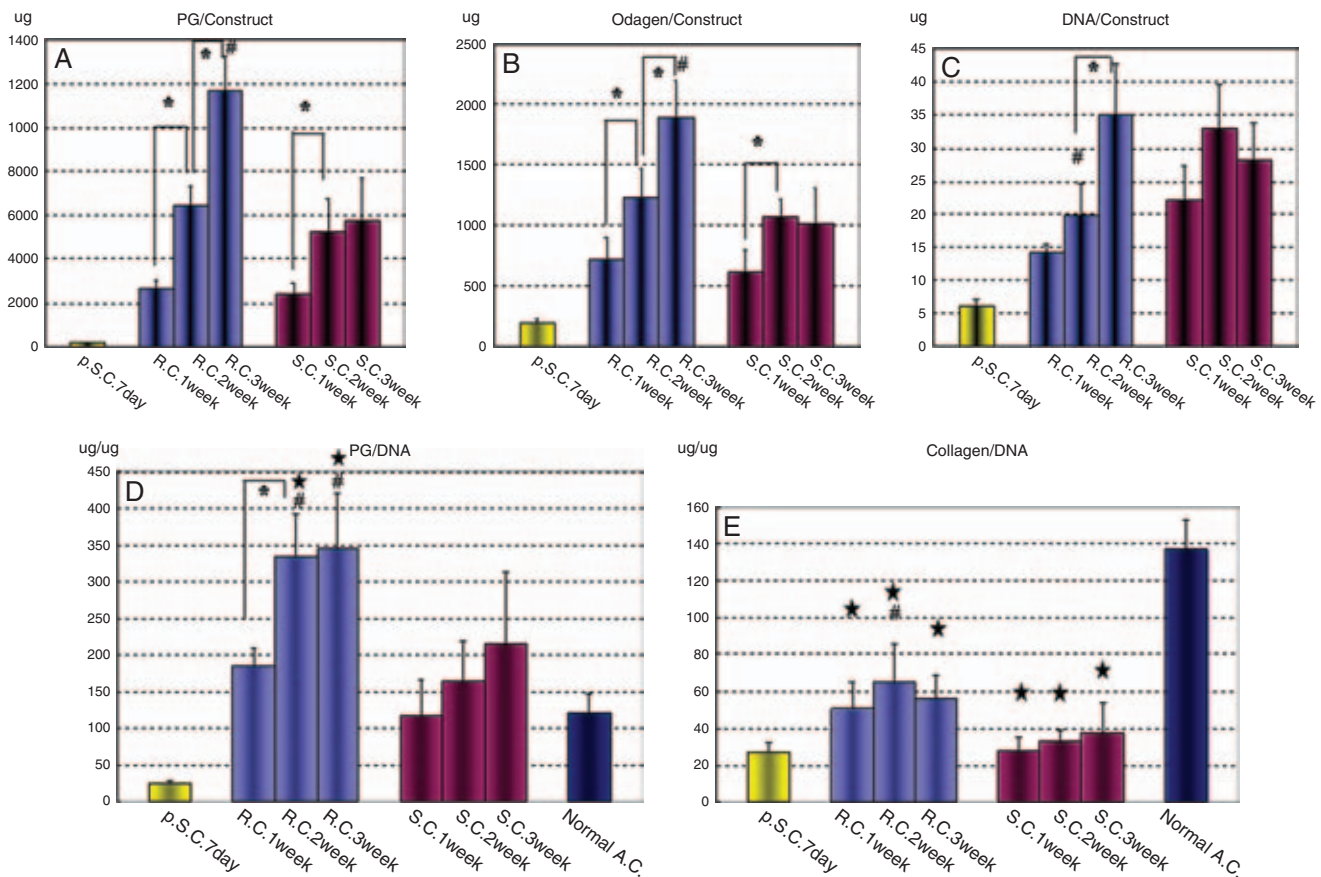 ug PG/Construct
A
1400
1200
1000
8000
6000
4000
2000
0
* * # *
p.S.C.7day R.C.1week R.C.2week R.C.3week S.C.1week S.C.2week S.C.3week
ug Odagen/Construct
B
2500
2000
1500
1000
500
0
* * # *
p.S.C.7day R.C.1week R.C.2week R.C.3week S.C.1week S.C.2week S.C.3week
ug DNA/Construct
C
45
40
35
30
25
20
15
10
5
0
# *
p.S.C.7day R.C.1week R.C.2week R.C.3week S.C.1week S.C.2week S.C.3week
ug/ug PG/DNA
D
450
400
350
300
250
200
150
100
50
0
* ★ # ★ #
p.S.C.7day R.C.1week R.C.2week R.C.3week S.C.1week S.C.2week S.C.3week Normal A.C.
ug/ug Collagen/DNA
E
160
140
120
100
80
60
40
20
0
★ ★ # ★ ★ ★ ★
p.S.C.7day R.C.1week R.C.2week R.C.3week S.C.1week S.C.2week S.C.3week Normal A.C.